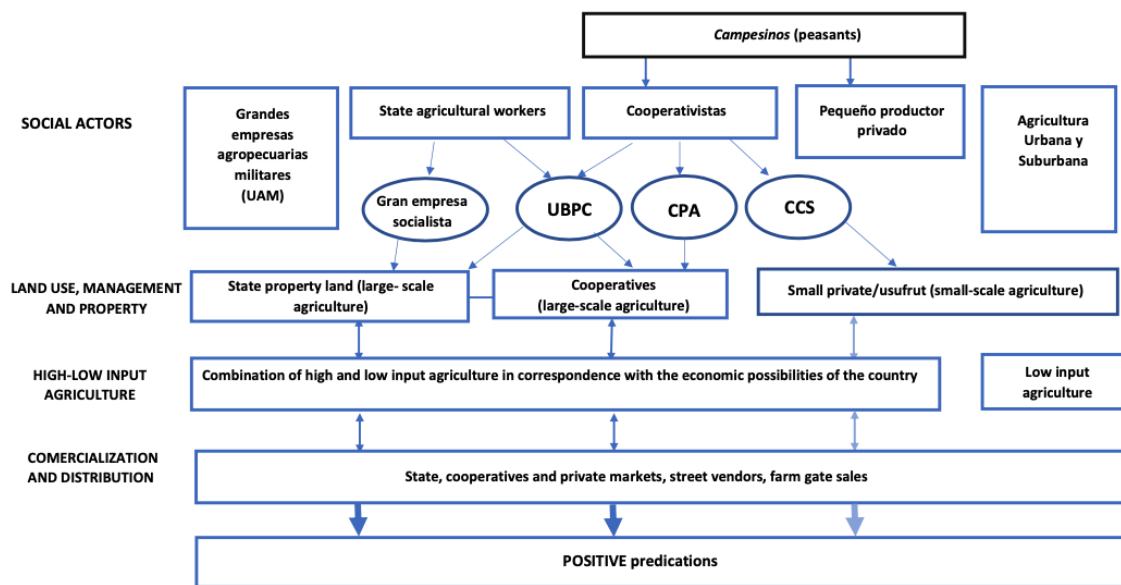 Campesinos (peasants)
SOCIAL ACTORS
Grandes
empresas
agropecuarias
militares
(UAM)
State agricultural workers
Cooperativistas
Pequeño productor
privado
Agricultura
Urbana y
Suburbana
Gran empresa
socialista
UBPC
CPA
CCS
LAND USE, MANAGEMENT
AND PROPERTY
State property land (large- scale
agriculture)
Cooperatives
(large-scale agriculture)
Small private/usufrut (small-scale agriculture)
HIGH-LOW INPUT
AGRICULTURE
Combination of high and low input agriculture in correspondence with the economic possibilities of the country
Low input
agriculture
COMERCIALIZATION
AND DISTRIBUTION
State, cooperatives and private markets, street vendors, farm gate sales
POSITIVE predications